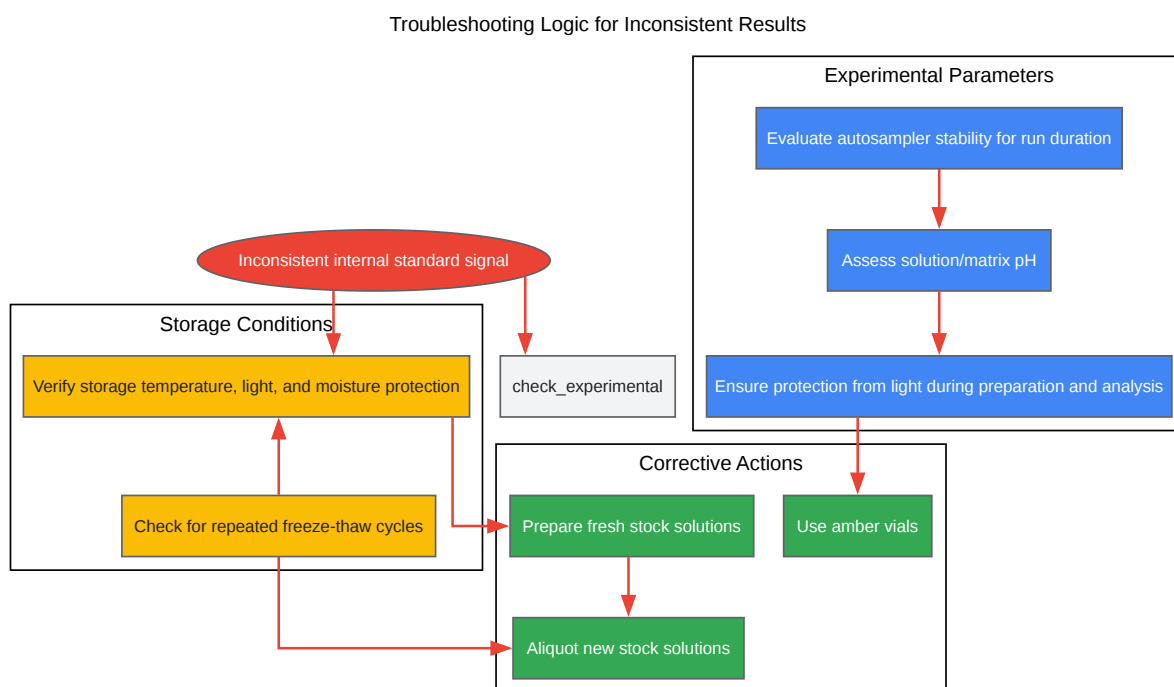 Troubleshooting Logic for Inconsistent Results
Experimental Parameters
Evaluate autosampler stability for run duration
Inconsistent internal standard signal
Assess solution/matrix pH
Storage Conditions
Verify storage temperature, light, and moisture protection
check_experimental
Ensure protection from light during preparation and analysis
Corrective Actions
Check for repeated freeze-thaw cycles
Prepare fresh stock solutions
Use amber vials
Aliquot new stock solutions